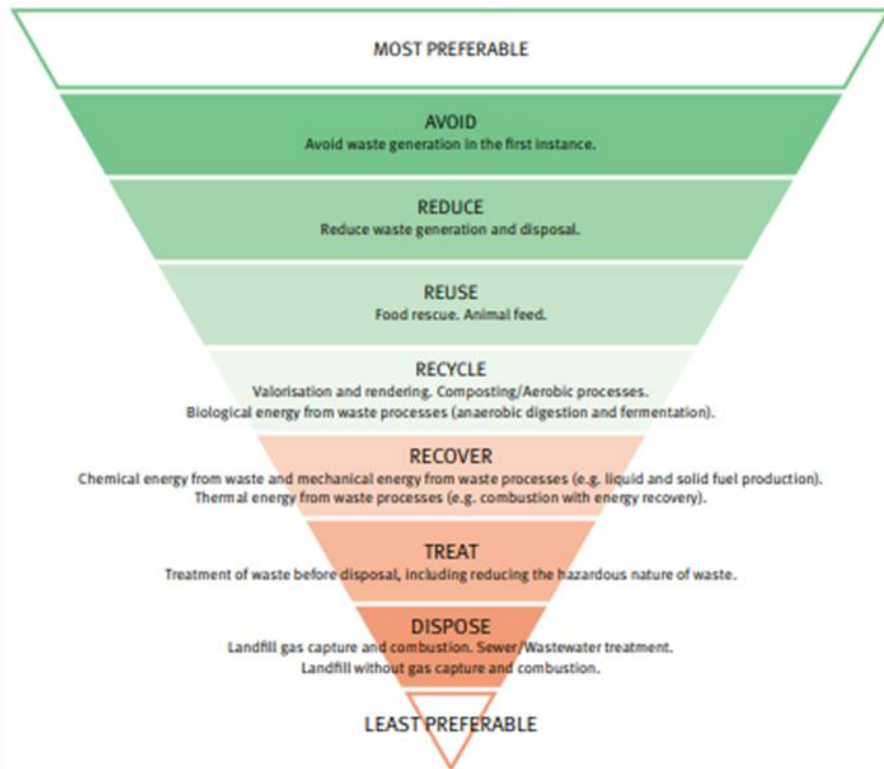 MOST PREFERABLE
AVOID
Avoid waste generation in the first instance.
REDUCE
Reduce waste generation and disposal.
REUSE
Food rescue. Animal feed.
RECYCLE
Valorisation and rendering. Composting/Aerobic processes.
Biological energy from waste processes (anaerobic digestion and fermentation).
RECOVER
Chemical energy from waste and mechanical energy from waste processes (e.g. liquid and solid fuel production).
Thermal energy from waste processes (e.g. combustion with energy recovery).
TREAT
Treatment of waste before disposal, including reducing the hazardous nature of waste.
DISPOSE
Landfill gas capture and combustion. Sewer/Wastewater treatment.
Landfill without gas capture and combustion.
LEAST PREFERABLE